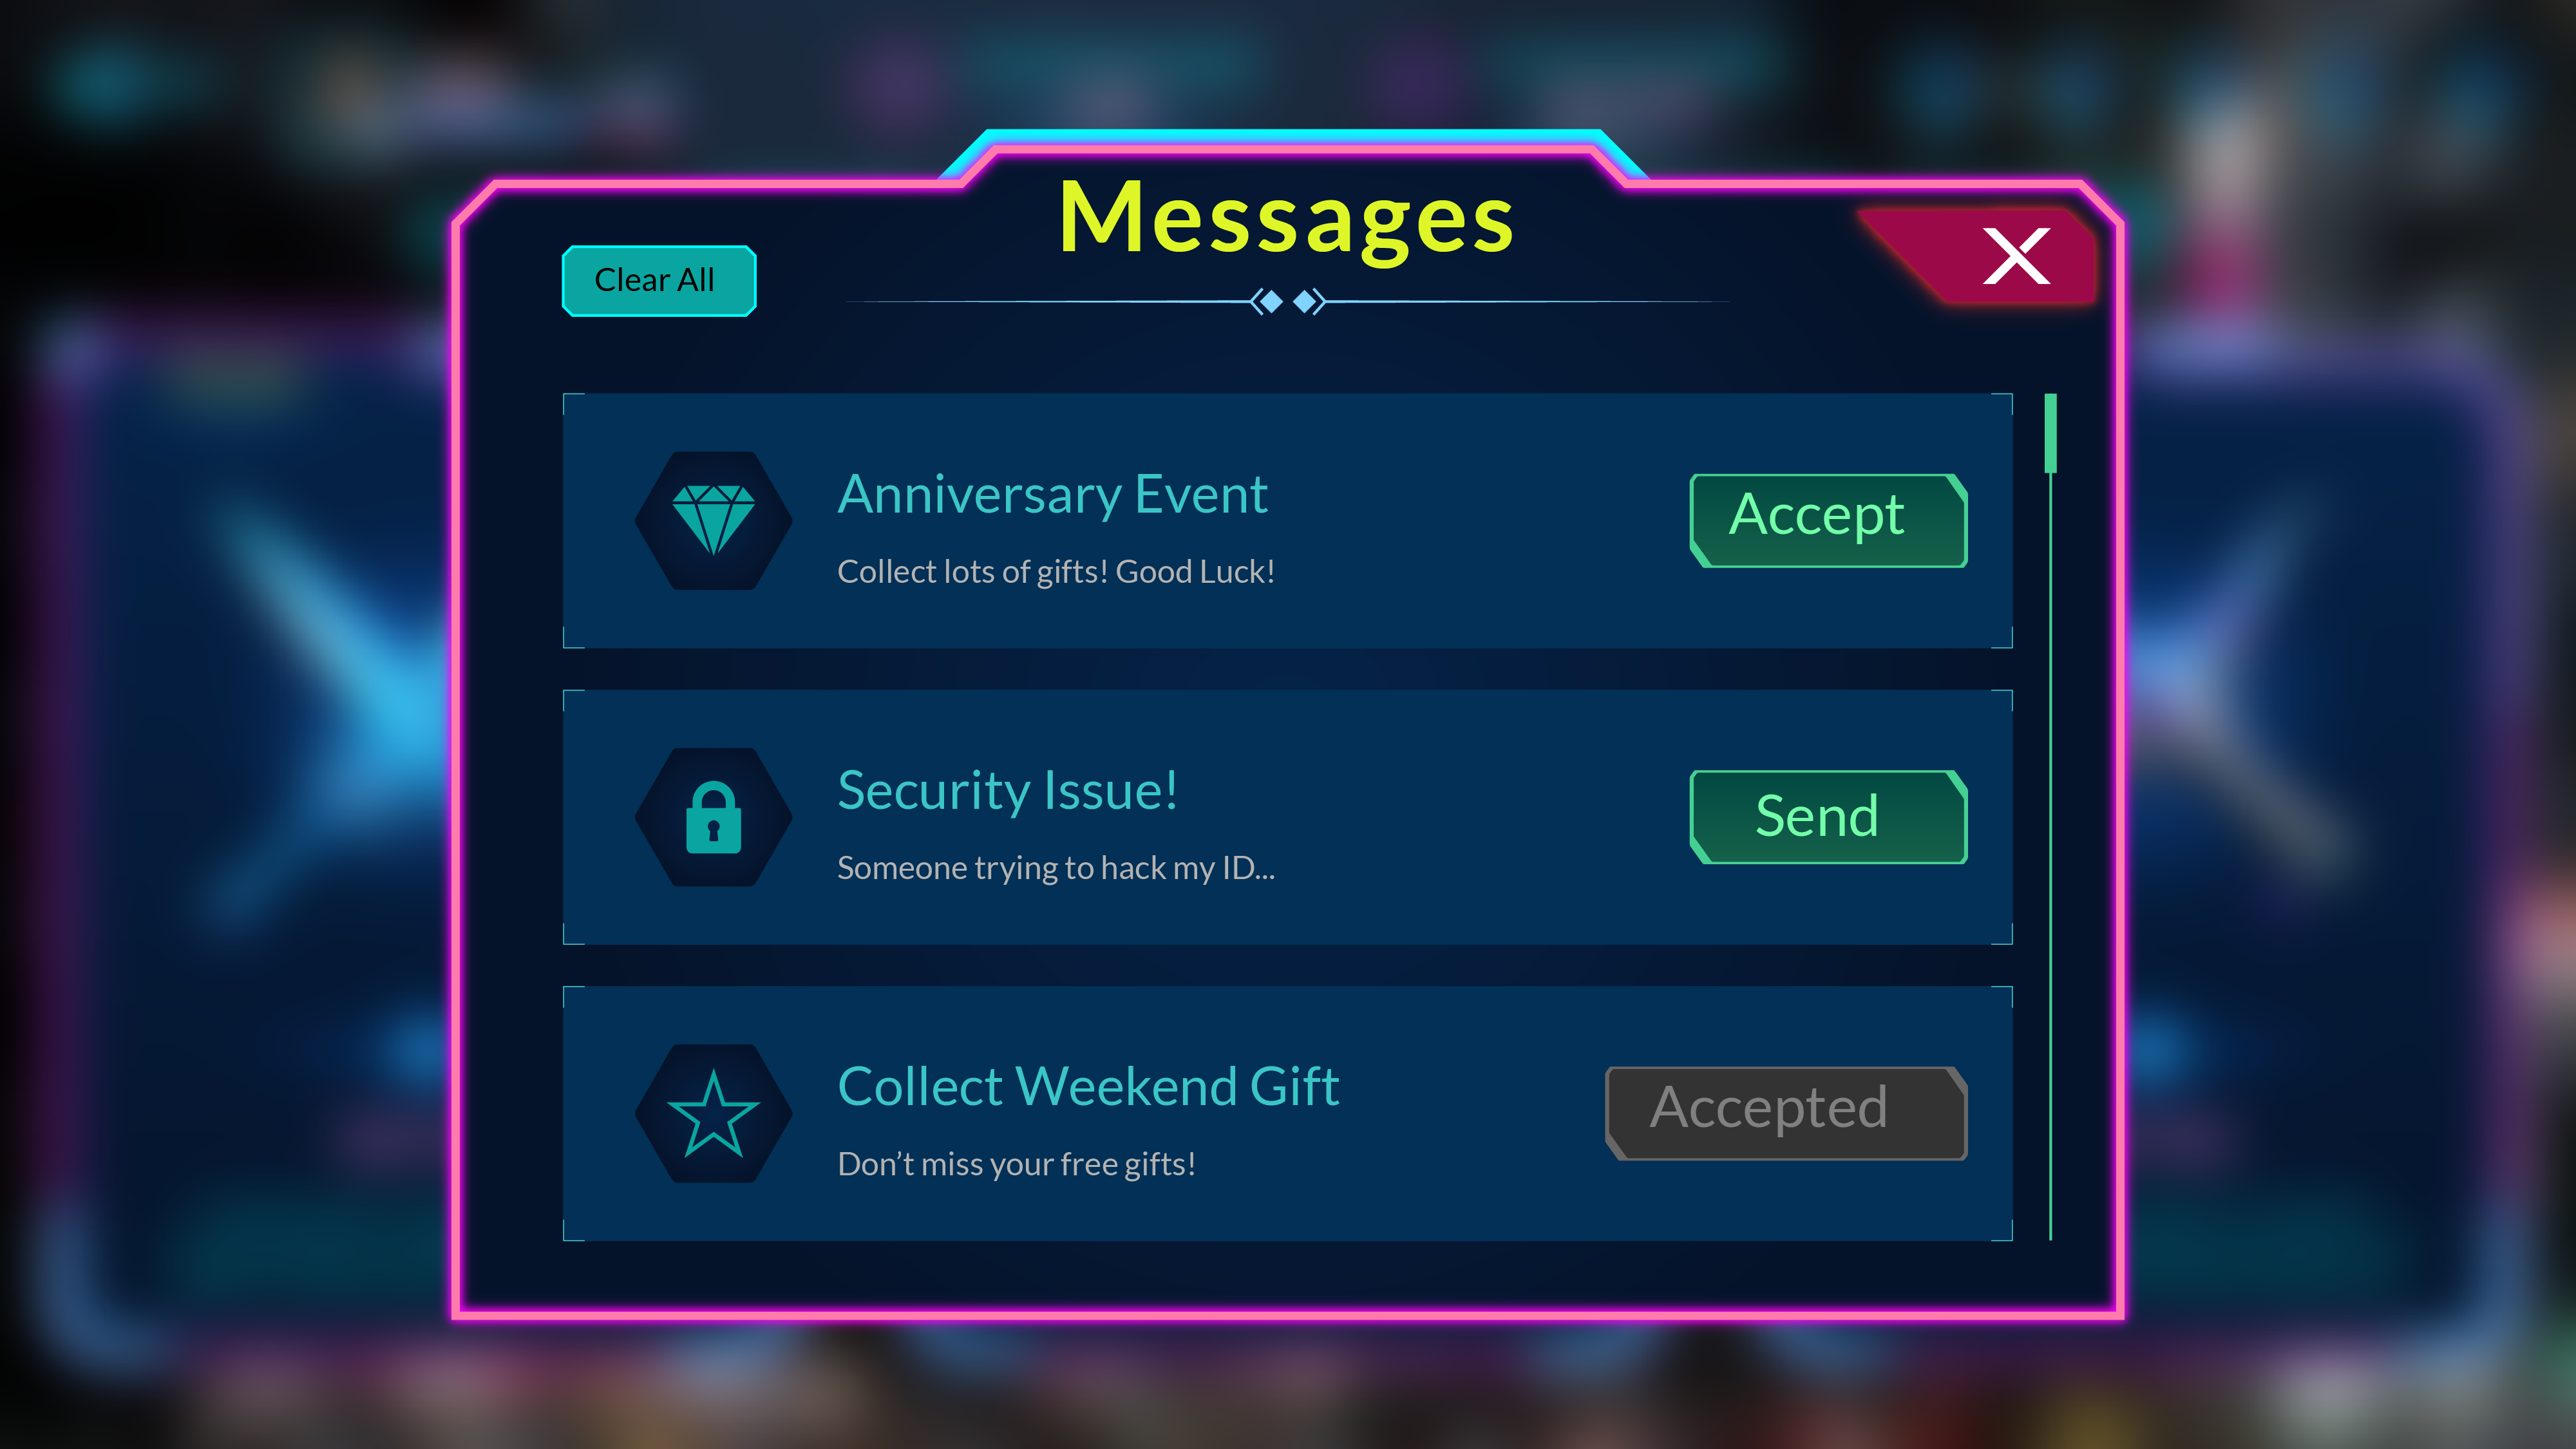 Messages
Clear All
Anniversary Event
Collect lots of gifts! Good Luck!
Accept
Security Issue!
Someone trying to hack my ID...
Send
Collect Weekend Gift
Don’t miss your free gifts!
Accepted